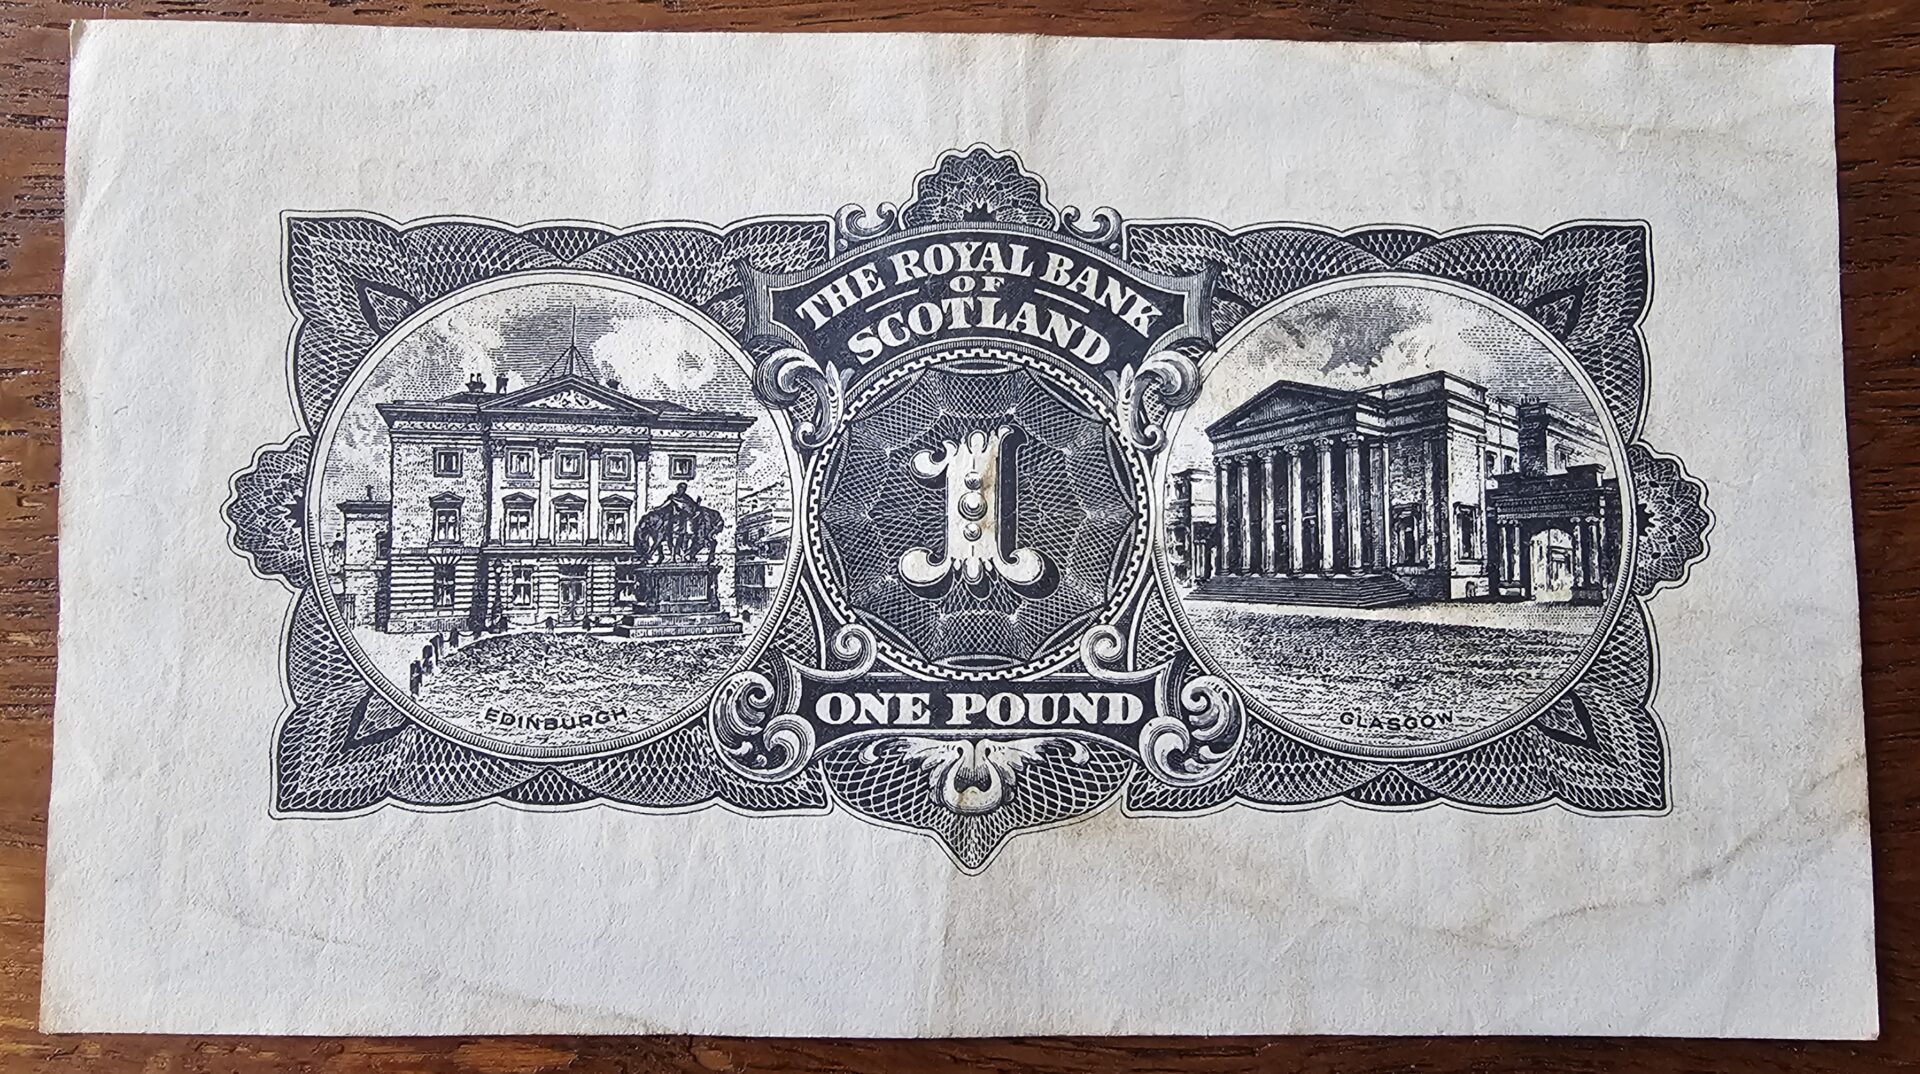 THE ROYAL BANK
OF
SCOTLAND
1
ONE POUND
EDINBURGH
GLASGOW